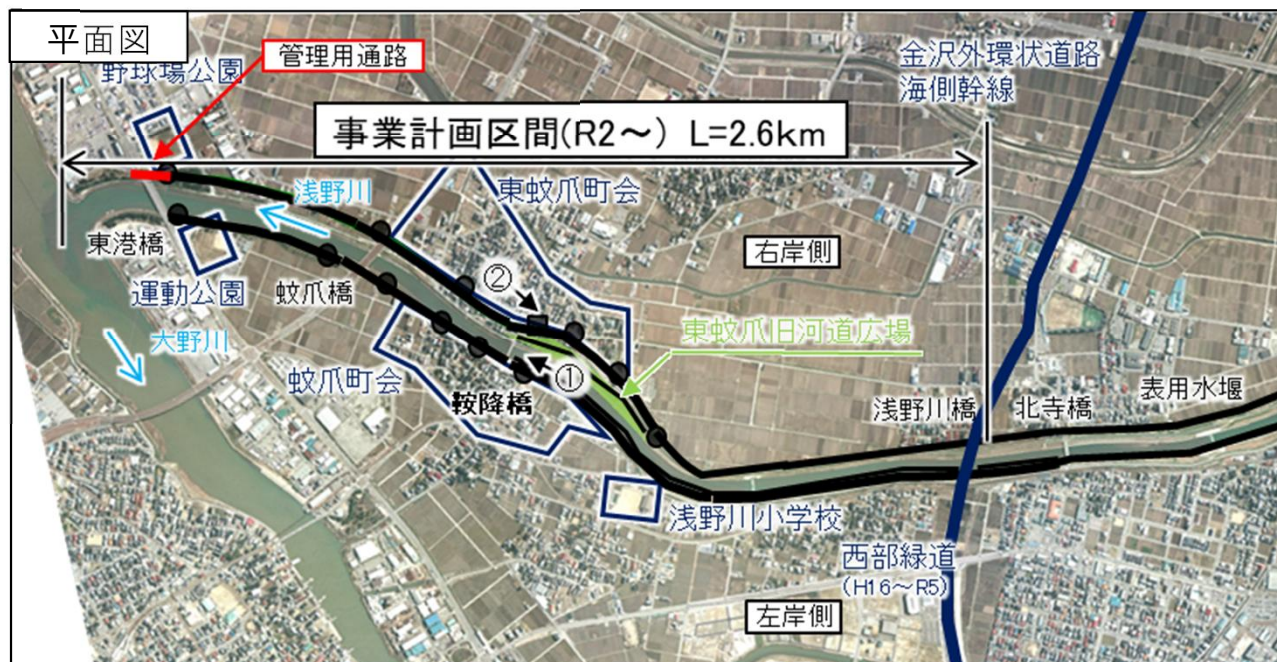 平面図
管理用通路
野球場公園
金沢外環状道路
海側幹線
事業計画区間(R2～) L=2.6km
浅野川
東蚊爪町会
右岸側
東港橋
②
運動公園
蚊爪橋
東蚊爪旧河道広場
大野川
蚊爪町会
①
鞍降橋
浅野川橋
北寺橋
表用水堰
浅野川小学校
西部緑道
(H16～R5)
左岸側